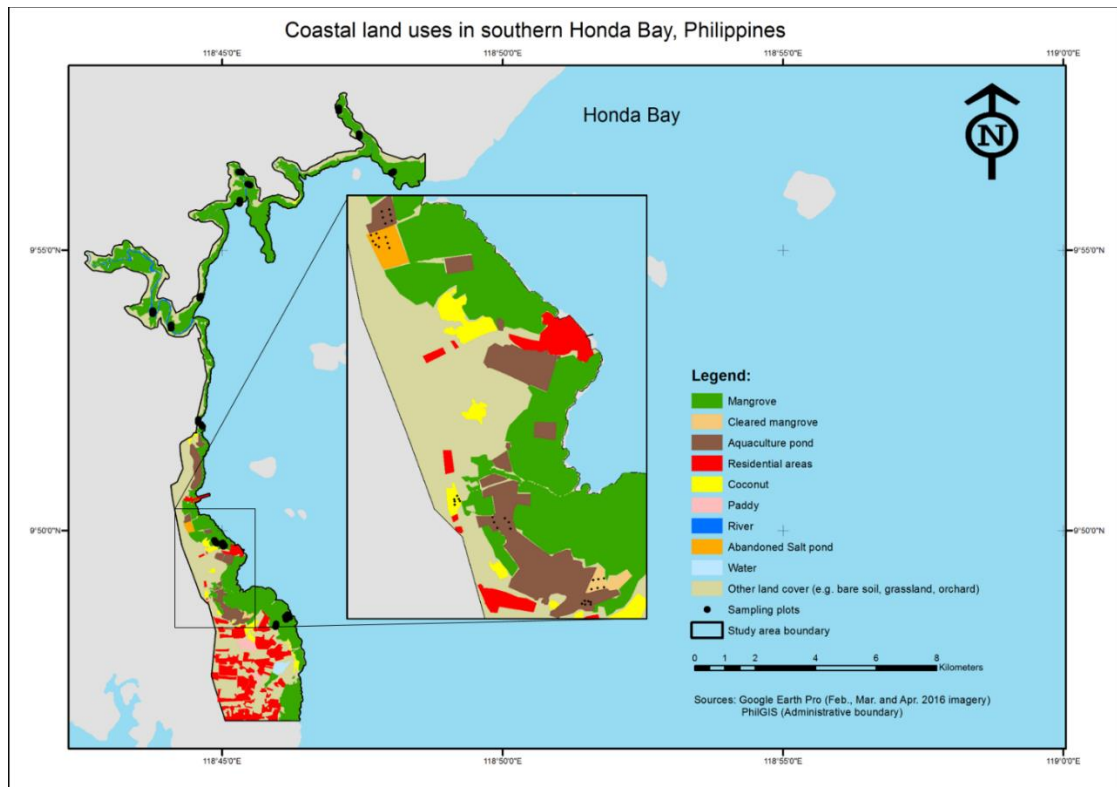 Coastal land uses in southern Honda Bay, Philippines
118°45'0"E
118°50'0"E
118°55'0"E
119°0'0"E
Honda Bay
N
9°55'0"N
9°55'0"N
Legend:
Mangrove
Cleared mangrove
Aquaculture pond
Residential areas
Coconut
Paddy
River
Abandoned Salt pond
Water
Other land cover (e.g. bare soil, grassland, orchard)
Sampling plots
Study area boundary
9°50'0"N
9°50'0"N
0 2 4 6 8
Kilometers
Sources: Google Earth Pro (Feb., Mar. and Apr. 2016 imagery)
PhilGIS (Administrative boundary)
118°45'0"E
118°50'0"E
118°55'0"E
119°0'0"E